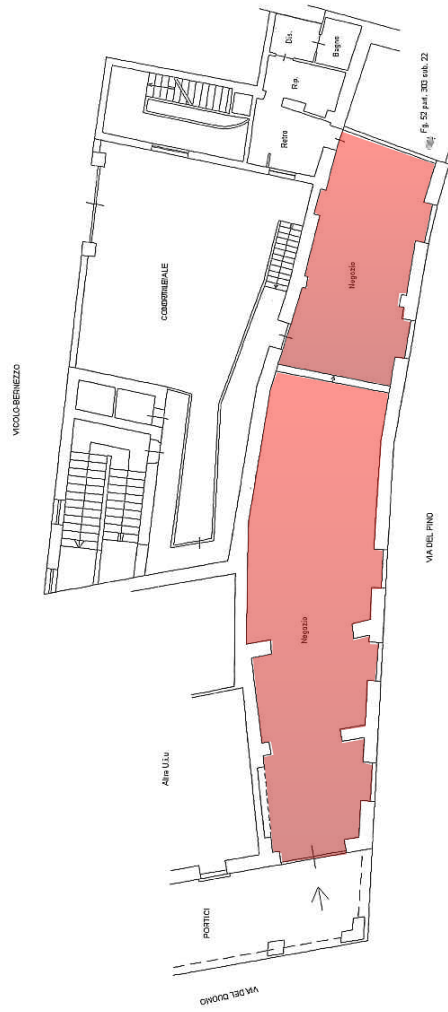 VICOLO BERNEZZO
Dis.
Bagno
Rip.
Retro
Fg. 52 part. 303 sub. 22
Negozio
VIA DEL PINO
Negozio
Altra U.i.u.
PORTICI
VIA DEL DUOMO